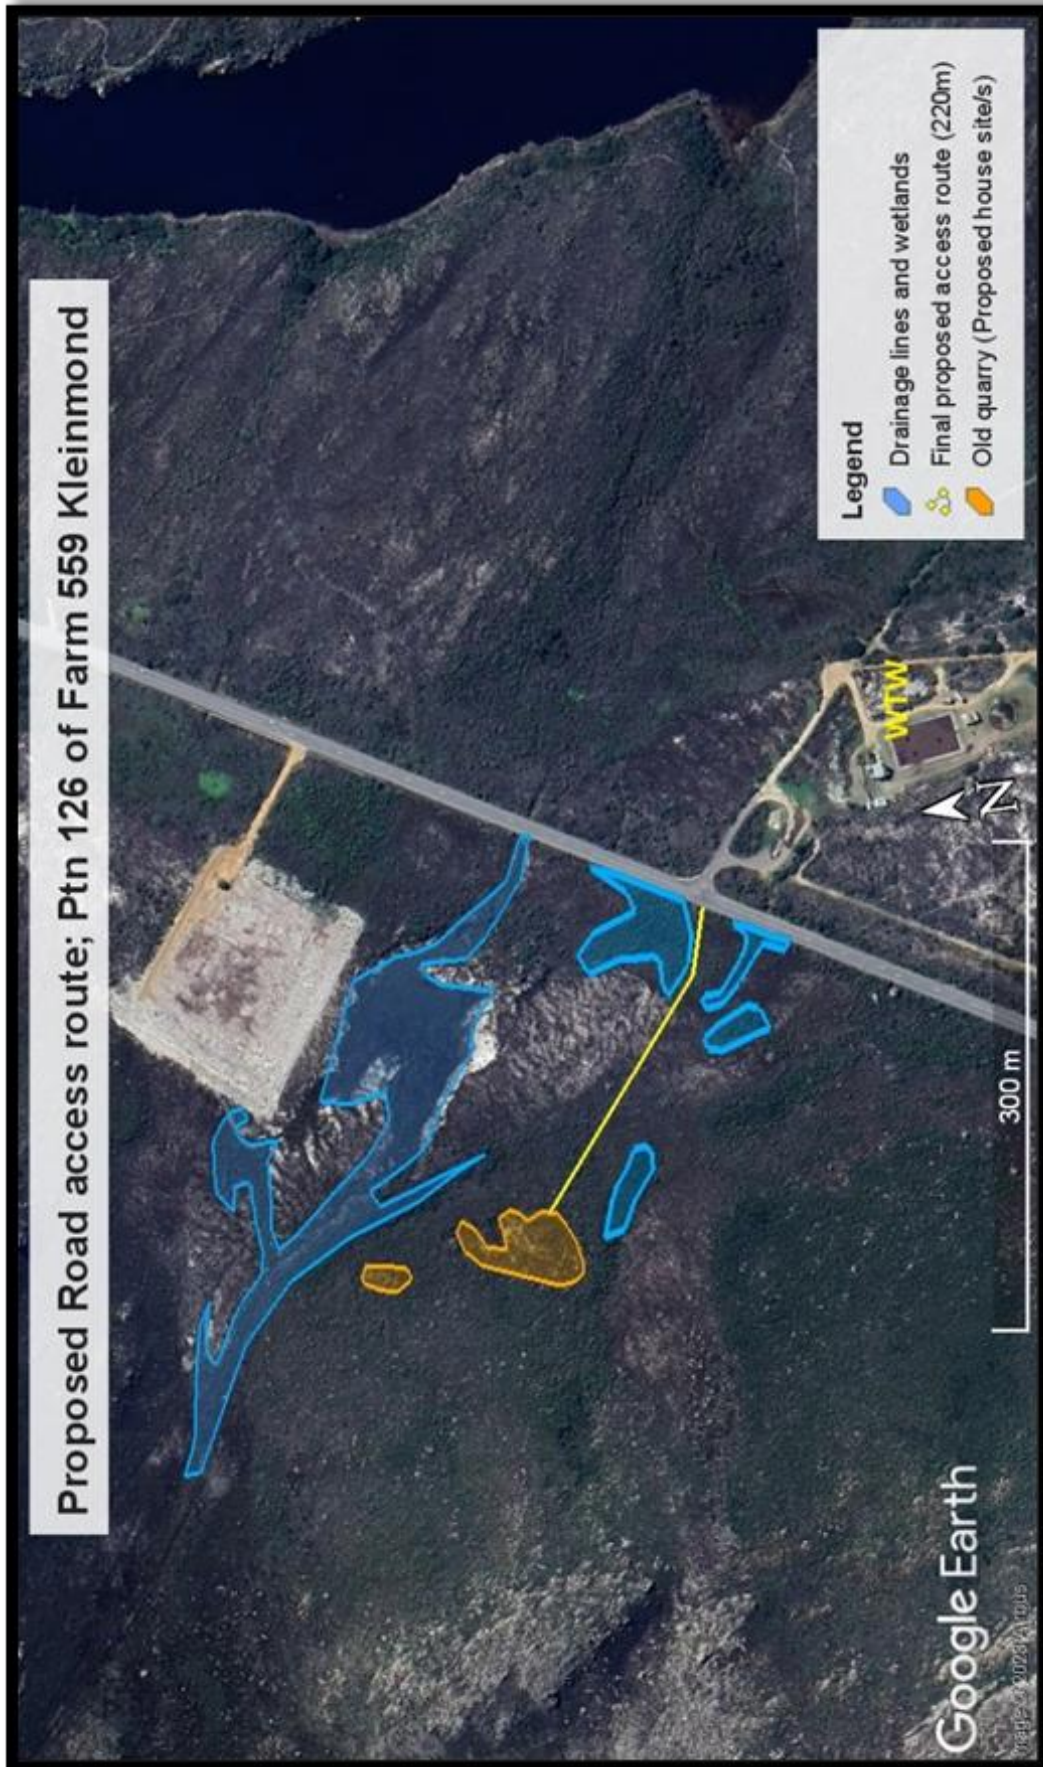 Proposed Road access route; Ptn 126 of Farm 559 Kleinmond
Legend
Drainage lines and wetlands
Final proposed access route (220m)
Old quarry (Proposed house site/s)
WTW
N
300 m
Google Earth